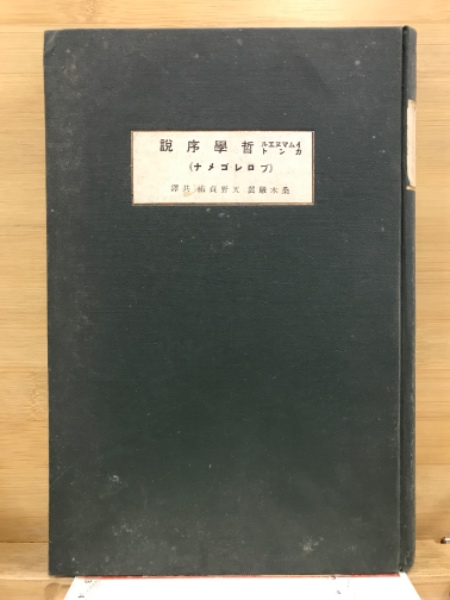 イムマヌエル
カント
哲學序說
(プロレゴメナ)
桑木嚴翼 天野貞祐 共譯